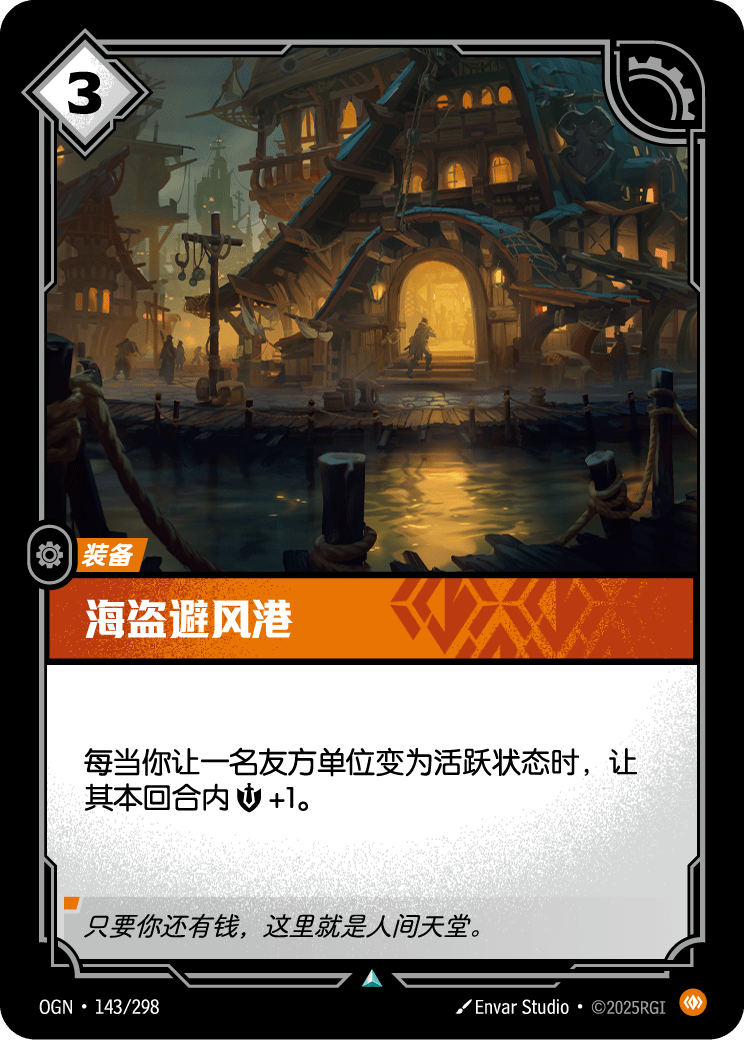 3
装备
海盗避风港
每当你让一名友方单位变为活跃状态时，让
其本回合内 +1。
只要你还有钱，这里就是人间天堂。
OGN • 143/298
Envar Studio • ©2025RGI